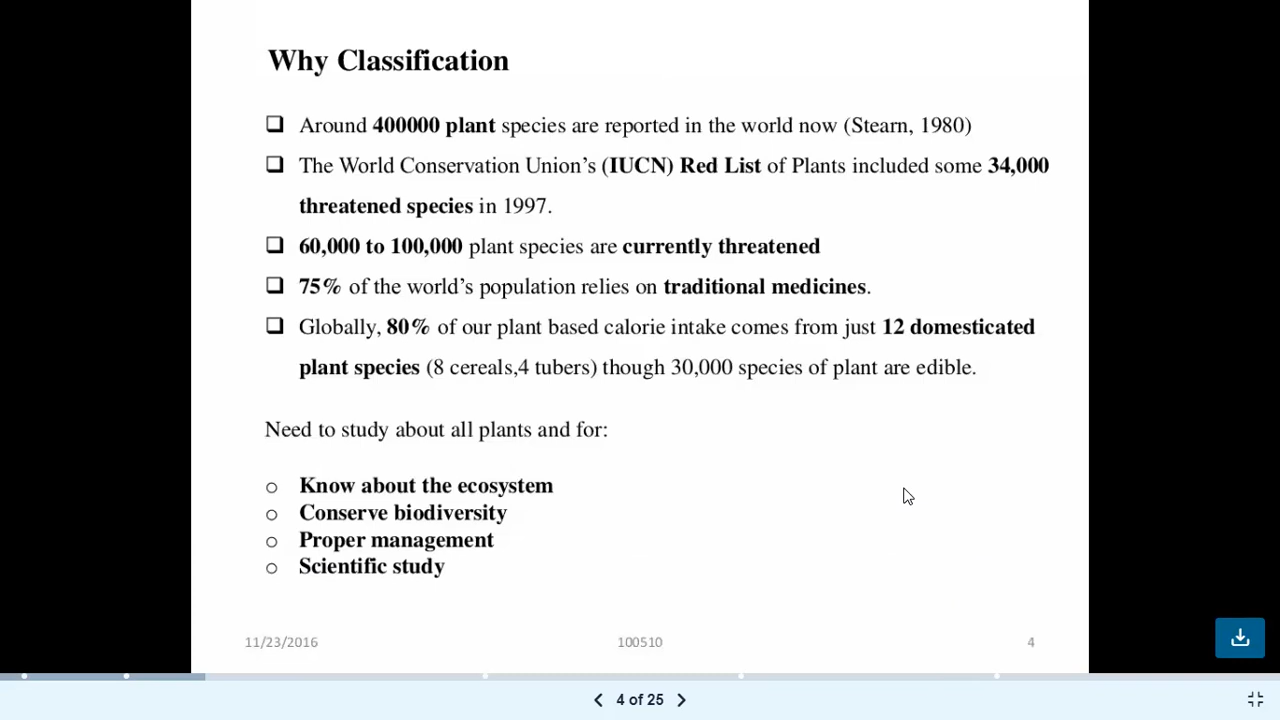 Why Classification
❑ Around 400000 plant species are reported in the world now (Stearn, 1980)
❑ The World Conservation Union’s (IUCN) Red List of Plants included some 34,000
threatened species in 1997.
❑ 60,000 to 100,000 plant species are currently threatened
❑ 75% of the world’s population relies on traditional medicines.
❑ Globally, 80% of our plant based calorie intake comes from just 12 domesticated
plant species (8 cereals,4 tubers) though 30,000 species of plant are edible.
Need to study about all plants and for:
o Know about the ecosystem
o Conserve biodiversity
o Proper management
o Scientific study
11/23/2016 100510 4
4 of 25